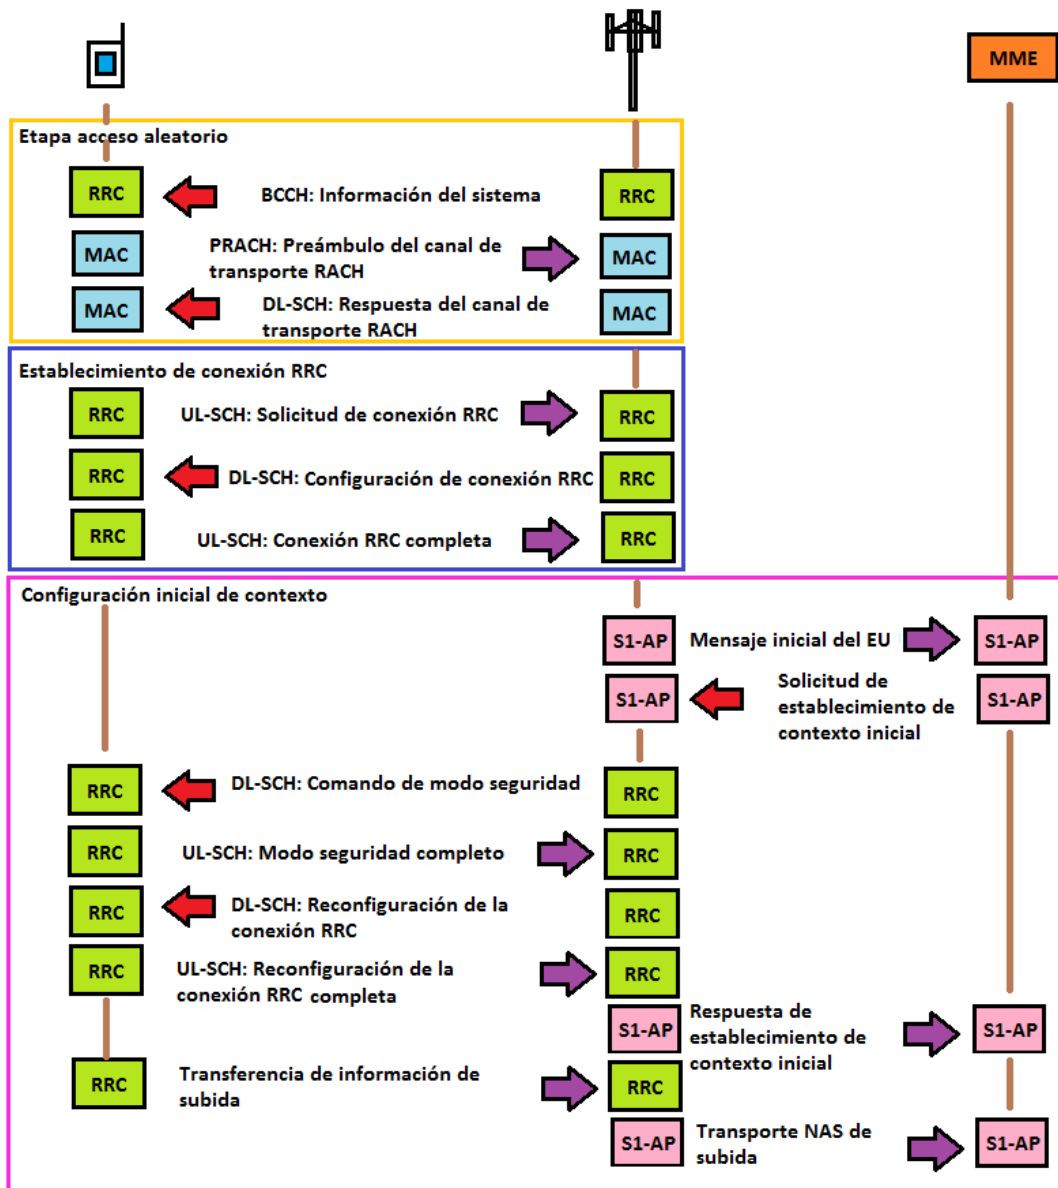 MME
Etapa acceso aleatorio
RRC
BCCH: Información del sistema
RRC
MAC
PRACH: Preámbulo del canal de
transporte RACH
MAC
MAC
DL-SCH: Respuesta del canal de
transporte RACH
MAC
Establecimiento de conexión RRC
RRC
UL-SCH: Solicitud de conexión RRC
RRC
RRC
DL-SCH: Configuración de conexión RRC
RRC
RRC
UL-SCH: Conexión RRC completa
RRC
Configuración inicial de contexto
S1-AP
Mensaje inicial del EU
S1-AP
S1-AP
Solicitud de
establecimiento de
contexto inicial
S1-AP
RRC
DL-SCH: Comando de modo seguridad
RRC
RRC
UL-SCH: Modo seguridad completo
RRC
RRC
DL-SCH: Reconfiguración de la
conexión RRC
RRC
RRC
UL-SCH: Reconfiguración de la
conexión RRC completa
RRC
S1-AP
Respuesta de
establecimiento de
contexto inicial
S1-AP
RRC
Transferencia de información de
subida
RRC
S1-AP
Transporte NAS de
subida
S1-AP